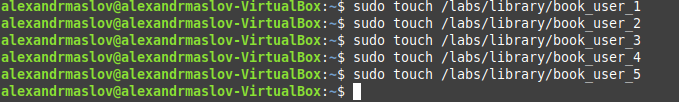 alexandrmaslov@alexandrmaslov-VirtualBox:~$ sudo touch /labs/library/book_user_1
alexandrmaslov@alexandrmaslov-VirtualBox:~$ sudo touch /labs/library/book_user_2
alexandrmaslov@alexandrmaslov-VirtualBox:~$ sudo touch /labs/library/book_user_3
alexandrmaslov@alexandrmaslov-VirtualBox:~$ sudo touch /labs/library/book_user_4
alexandrmaslov@alexandrmaslov-VirtualBox:~$ sudo touch /labs/library/book_user_5
alexandrmaslov@alexandrmaslov-VirtualBox:~$